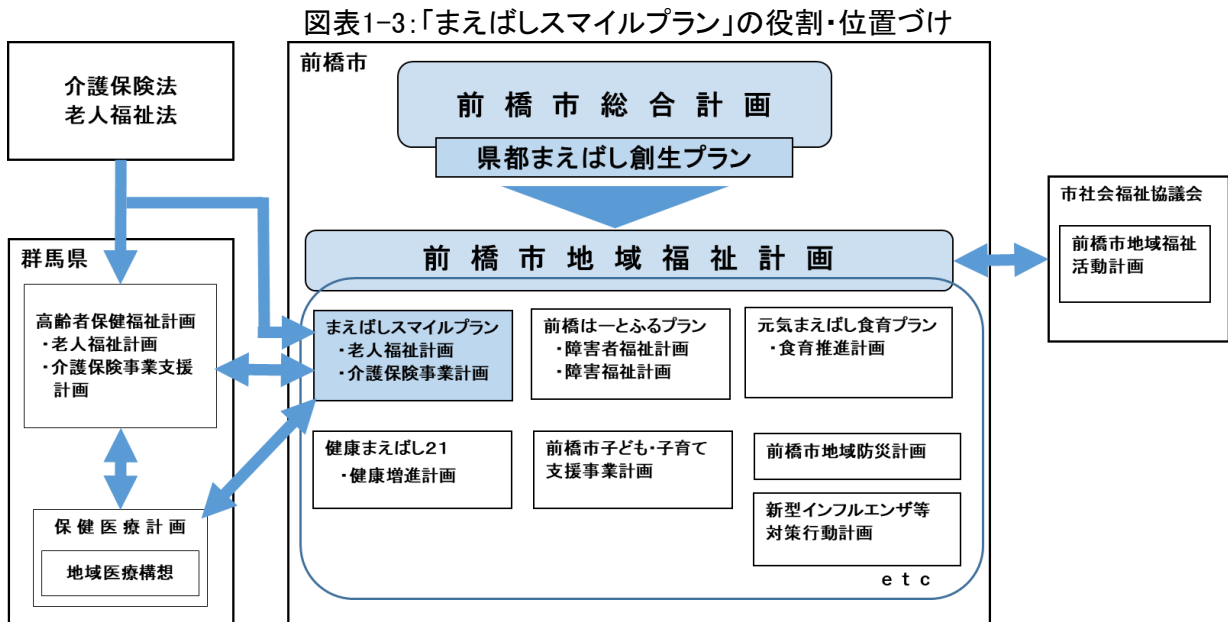 図表1-3:「まえばしスマイルプラン」の役割・位置づけ
介護保険法
老人福祉法
群馬県
高齢者保健福祉計画
・老人福祉計画
・介護保険事業支援
計画
保健医療計画
地域医療構想
前橋市
前橋市総合計画
県都まえばし創生プラン
前橋市地域福祉計画
まえばしスマイルプラン
・老人福祉計画
・介護保険事業計画
前橋はーとふるプラン
・障害者福祉計画
・障害福祉計画
元気まえばし食育プラン
・食育推進計画
健康まえばし21
・健康増進計画
前橋市子ども・子育て
支援事業計画
前橋市地域防災計画
新型インフルエンザ等
対策行動計画
etc
市社会福祉協議会
前橋市地域福祉
活動計画